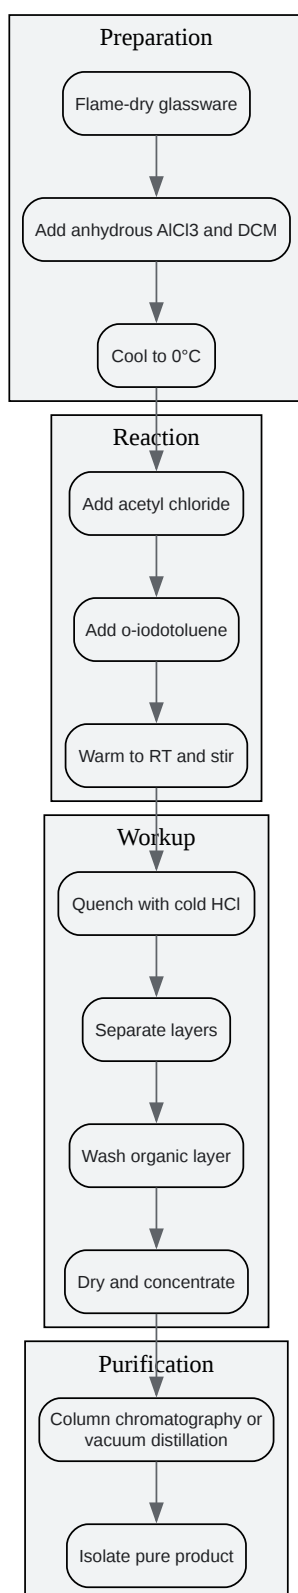 Preparation
Flame-dry glassware
Add anhydrous AlCl3 and DCM
Cool to 0°C
Reaction
Add acetyl chloride
Add o-iodotoluene
Warm to RT and stir
Workup
Quench with cold HCl
Separate layers
Wash organic layer
Dry and concentrate
Purification
Column chromatography or
vacuum distillation
Isolate pure product